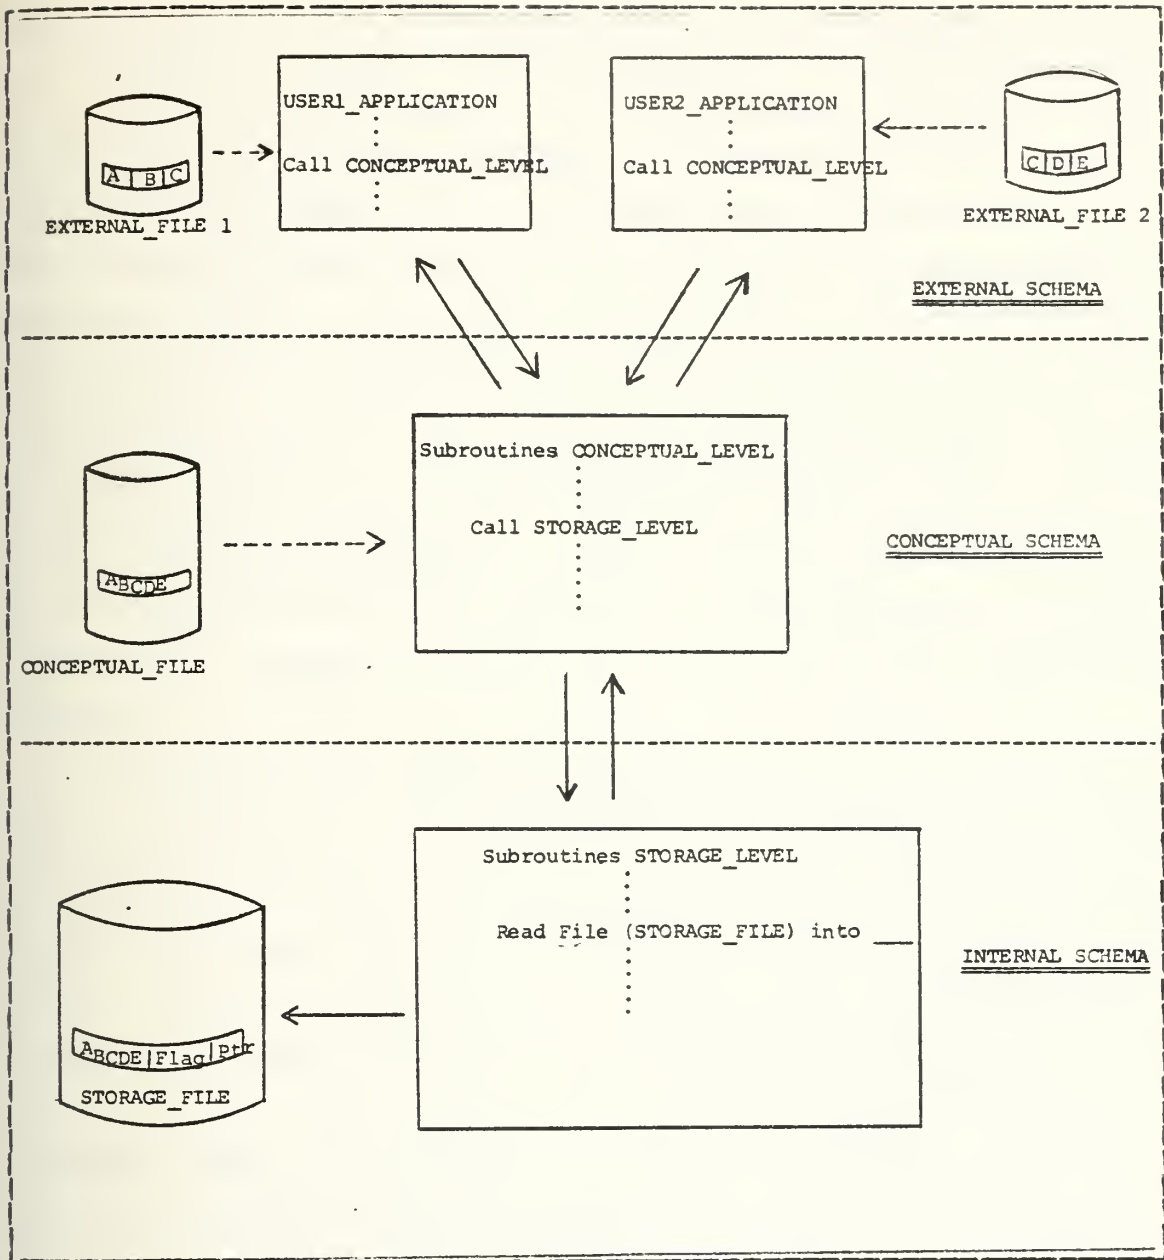 USER1_APPLICATION
Call CONCEPTUAL_LEVEL
A B C
EXTERNAL_FILE 1
USER2_APPLICATION
Call CONCEPTUAL_LEVEL
C D E
EXTERNAL_FILE 2
EXTERNAL SCHEMA
Subroutines CONCEPTUAL_LEVEL
Call STORAGE_LEVEL
ABCDE
CONCEPTUAL_FILE
CONCEPTUAL SCHEMA
Subroutines STORAGE_LEVEL
Read File (STORAGE_FILE) into ___
ABCDE|Flag|Ptr
STORAGE_FILE
INTERNAL SCHEMA